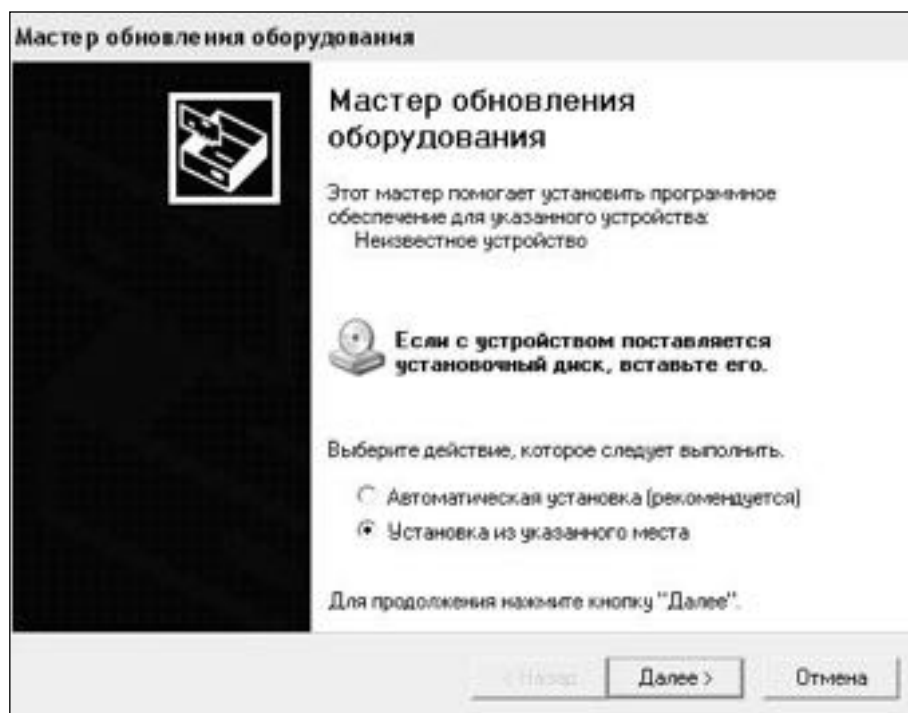 Мастер обновления оборудования
Мастер обновления
оборудования
Этот мастер помогает установить программное
обеспечение для указанного устройства:
Неизвестное устройство
Если с устройством поставляется
установочный диск, вставьте его.
Выберите действие, которое следует выполнить.
Автоматическая установка (рекомендуется)
Установка из указанного места
Для продолжения нажмите кнопку "Далее".
< Назад
Далее >
Отмена